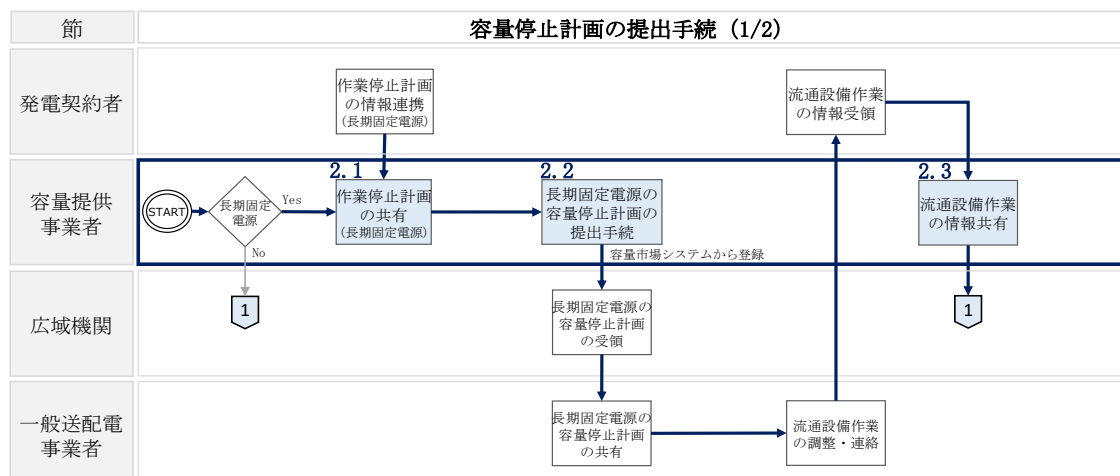 節
容量停止計画の提出手続 (1/2)
発電契約者
作業停止計画
の情報連携
(長期固定電源)
流通設備作業
の情報受領
容量提供
事業者
START
長期固定
電源
Yes
No
2.1
作業停止計画
の共有
(長期固定電源)
2.2
長期固定電源の
容量停止計画の
提出手続
容量市場システムから登録
2.3
流通設備作業
の情報共有
広域機関
1
長期固定電源の
容量停止計画
の受領
1
一般送配電
事業者
長期固定電源の
容量停止計画
の共有
流通設備作業
の調整・連絡